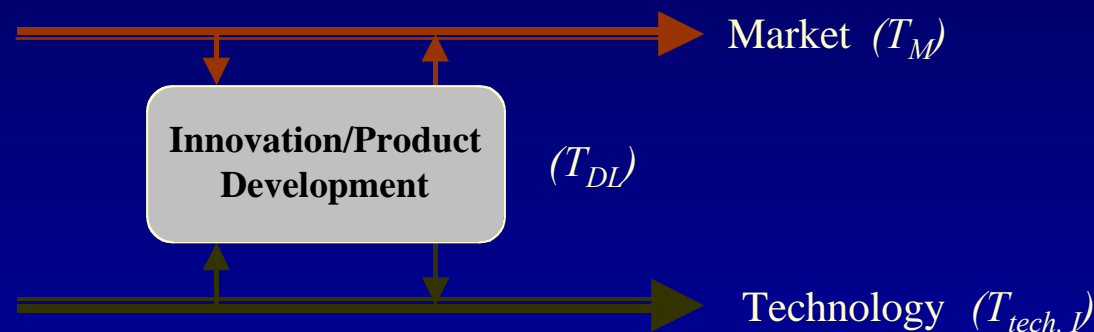 Market (T_M)
Innovation/Product
Development
(T_DL)
Technology (T_tech. I)